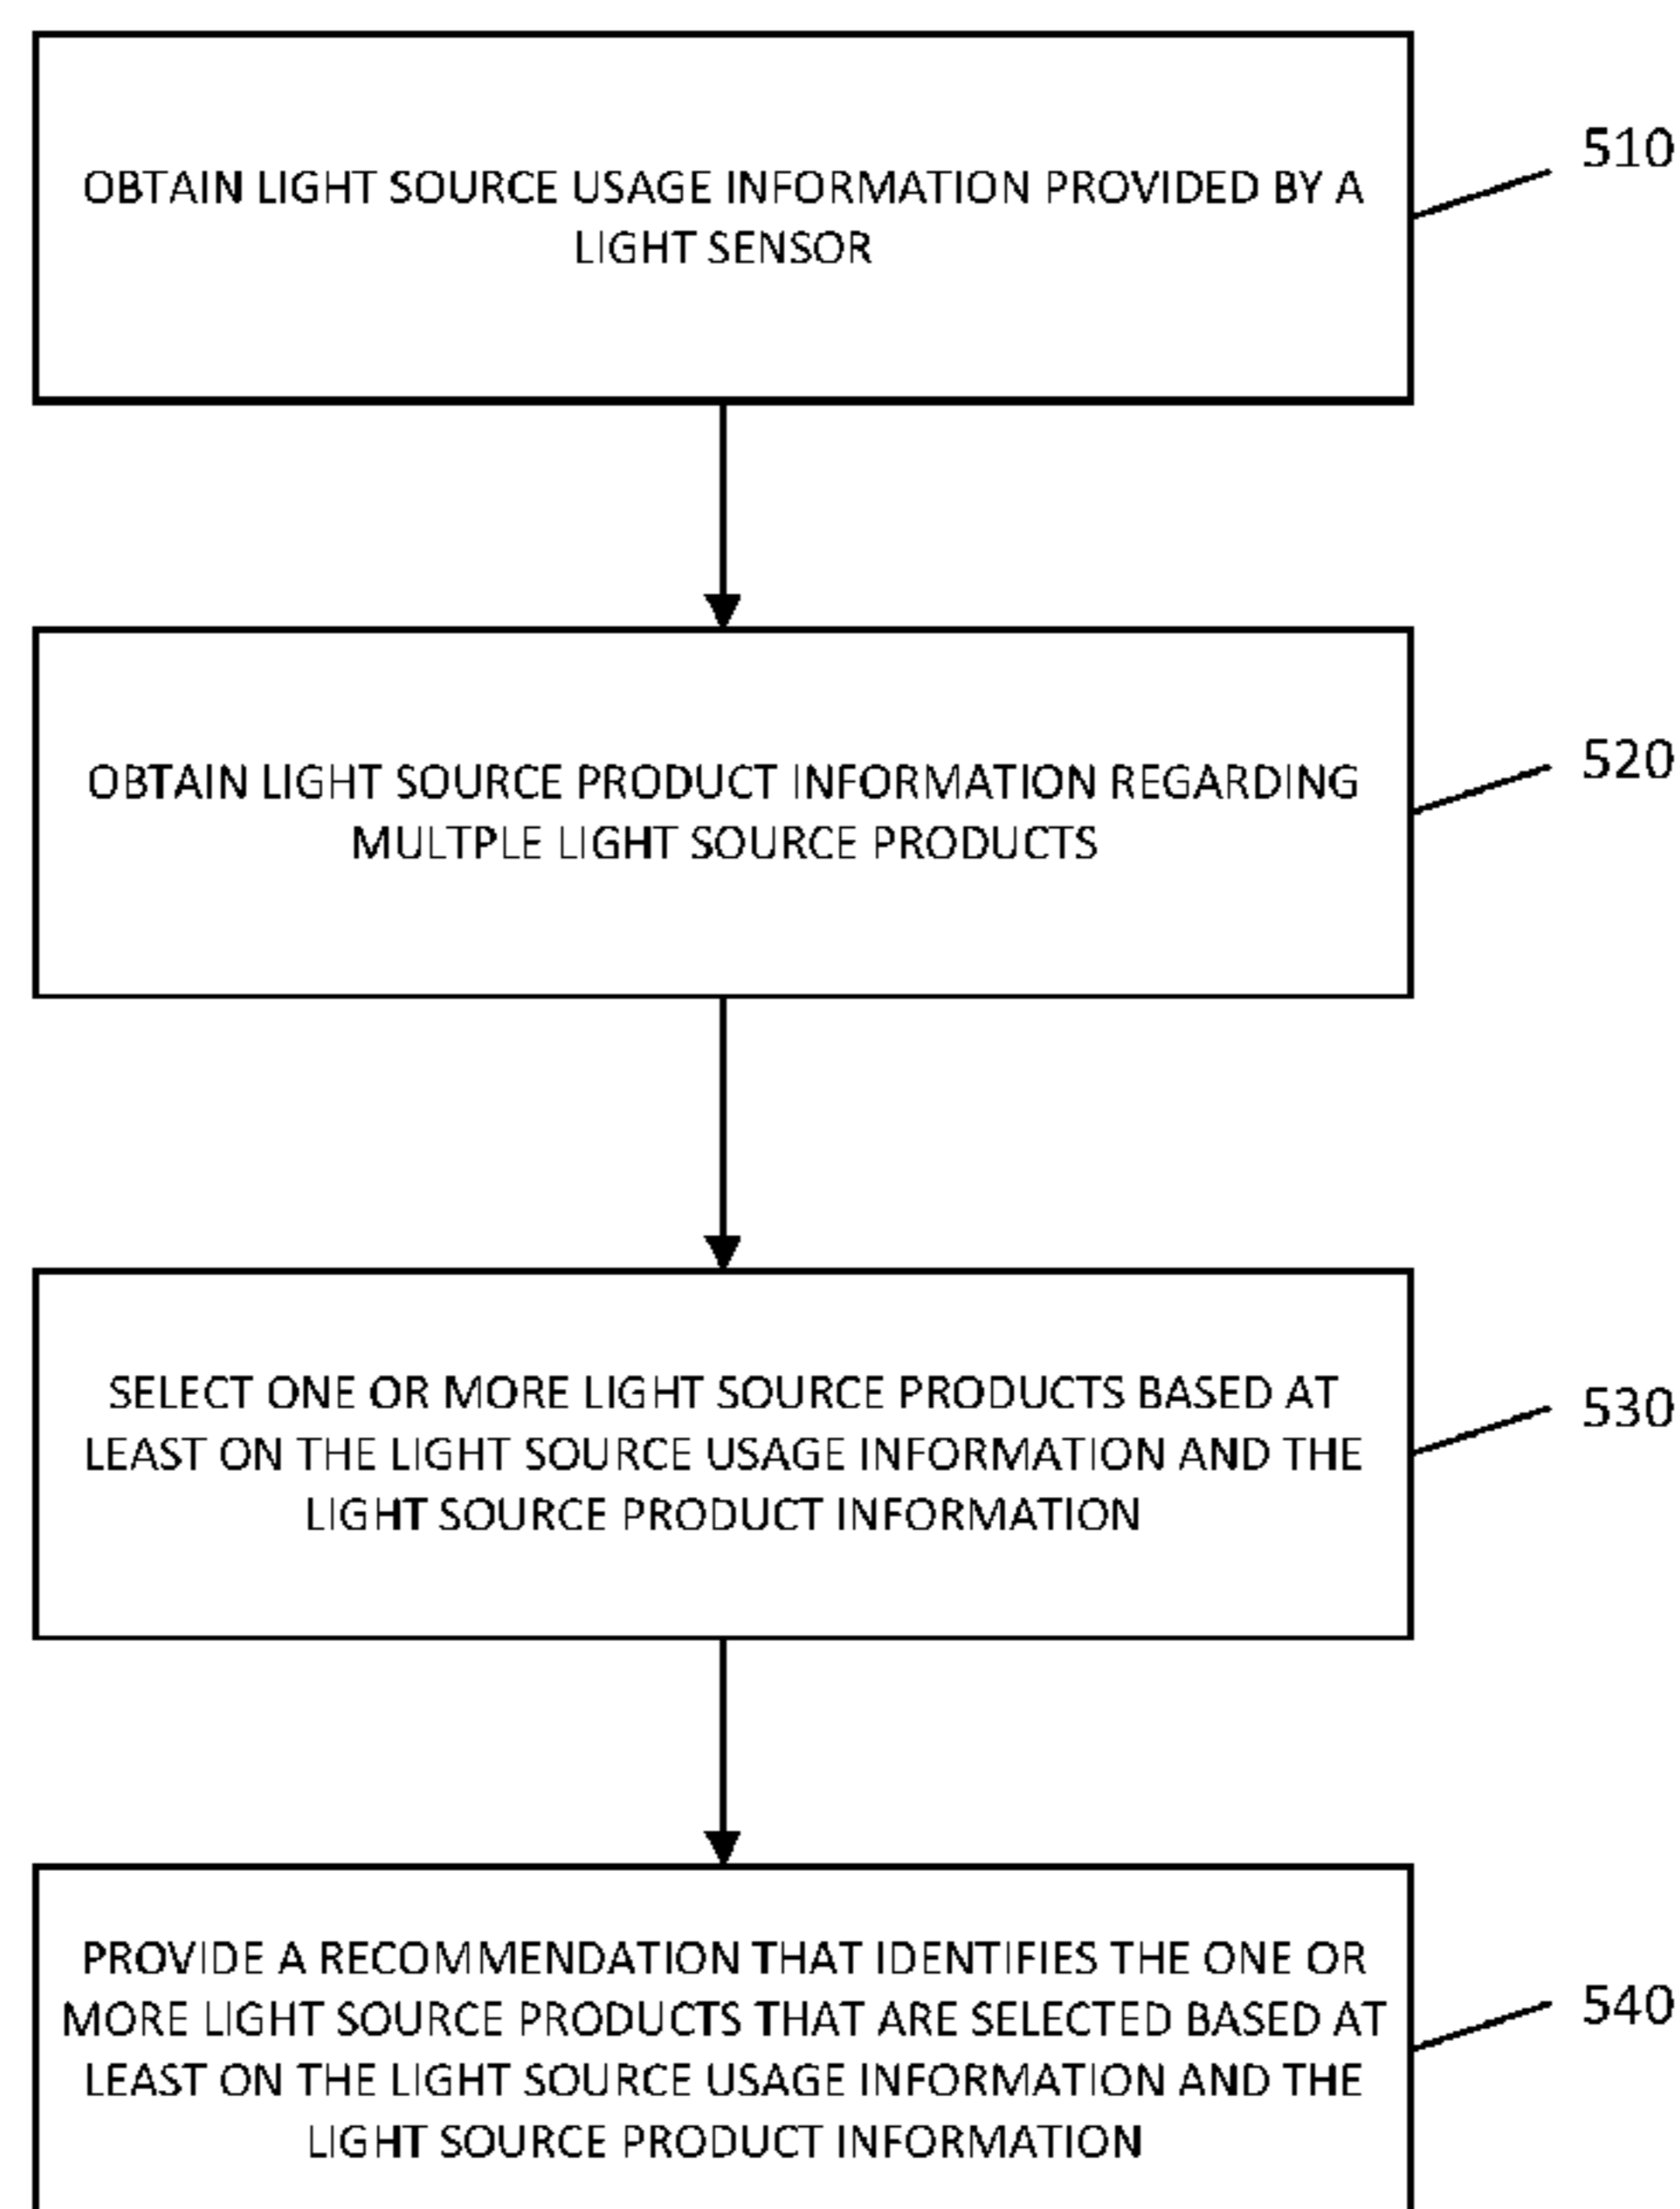 OBTAIN LIGHT SOURCE USAGE INFORMATION PROVIDED BY A
LIGHT SENSOR
510
OBTAIN LIGHT SOURCE PRODUCT INFORMATION REGARDING
MULTPLE LIGHT SOURCE PRODUCTS
520
SELECT ONE OR MORE LIGHT SOURCE PRODUCTS BASED AT
LEAST ON THE LIGHT SOURCE USAGE INFORMATION AND THE
LIGHT SOURCE PRODUCT INFORMATION
530
PROVIDE A RECOMMENDATION THAT IDENTIFIES THE ONE OR
MORE LIGHT SOURCE PRODUCTS THAT ARE SELECTED BASED AT
LEAST ON THE LIGHT SOURCE USAGE INFORMATION AND THE
LIGHT SOURCE PRODUCT INFORMATION
540